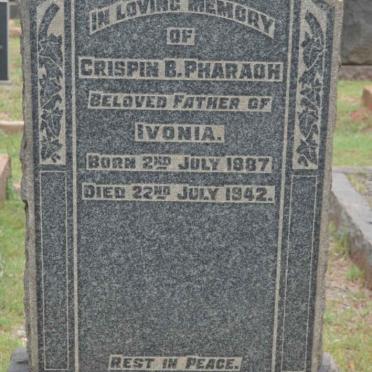 IN LOVING MEMORY
OF
CRISPIN B. PHARAOH
BELOVED FATHER OF
IVONIA.
BORN 2ND JULY 1887
DIED 22ND JULY 1942.
REST IN PEACE.